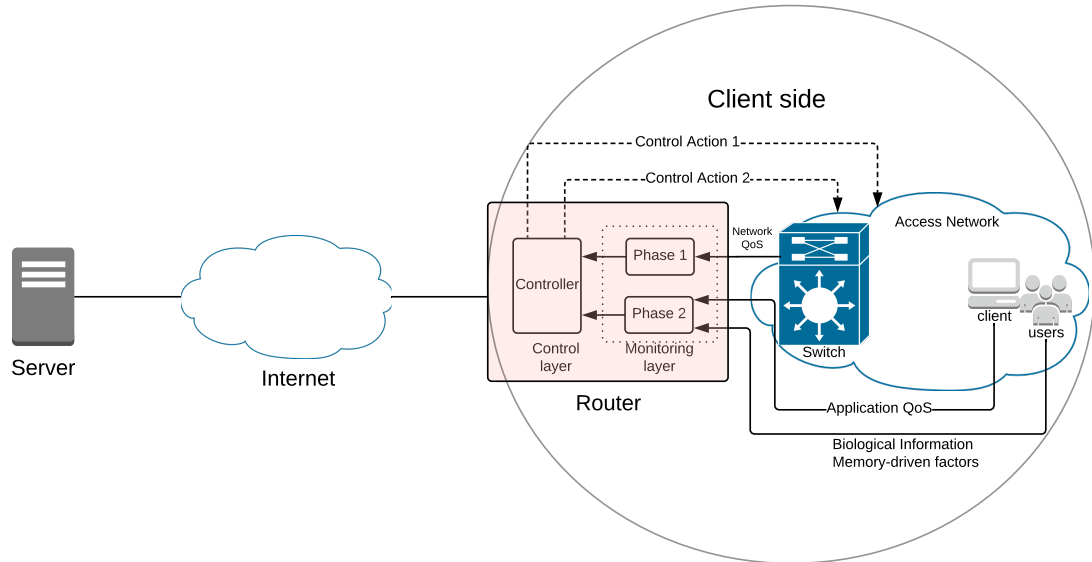 Client side
Control Action 1
Control Action 2
Access Network
Network
QoS
Phase 1
Controller
Phase 2
client
users
Switch
Control
layer
Monitoring
layer
Server
Internet
Router
Application QoS
Biological Information
Memory-driven factors